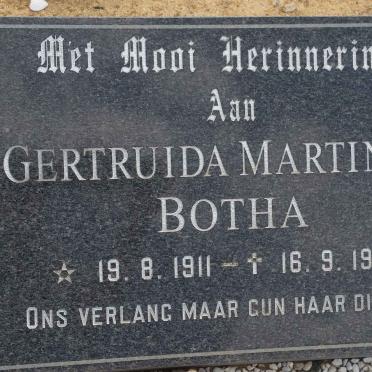 Met Mooi Herinnerin
Aan
GERTRUIDA MARTIN
BOTHA
☆ 19. 8. 1911 – ✝ 16. 9. 19
ONS VERLANG MAAR GUN HAAR DI